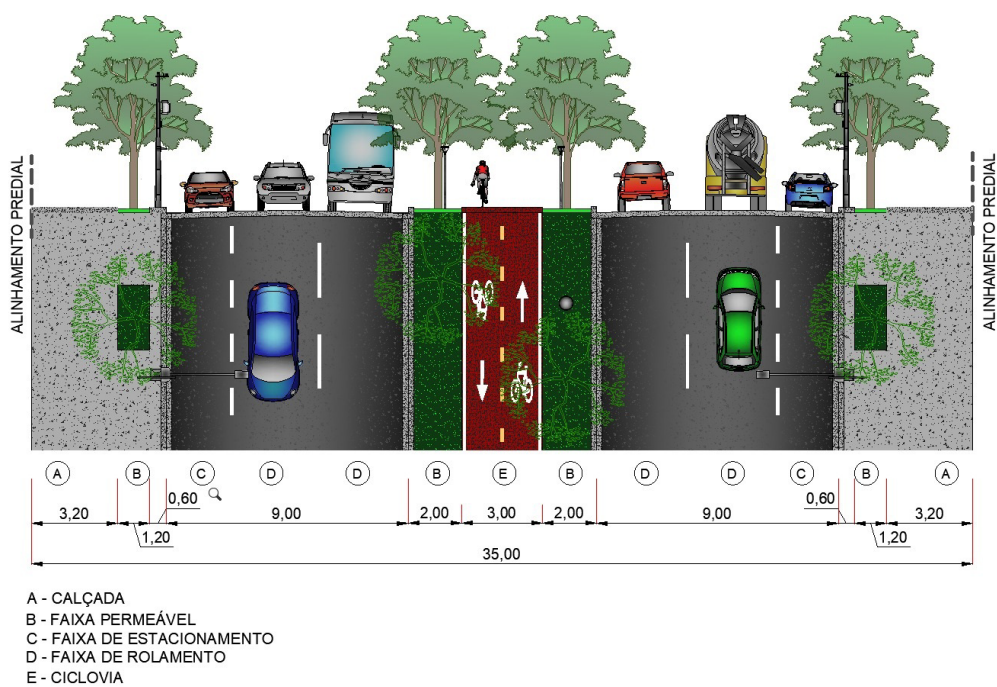 ALINHAMENTO PREDIAL
ALINHAMENTO PREDIAL
A B C D D B E B D D C B A
0,60 0,60
3,20 9,00 2,00 3,00 2,00 9,00 3,20
1,20 1,20
35,00
A - CALÇADA
B - FAIXA PERMEÁVEL
C - FAIXA DE ESTACIONAMENTO
D - FAIXA DE ROLAMENTO
E - CICLOVIA